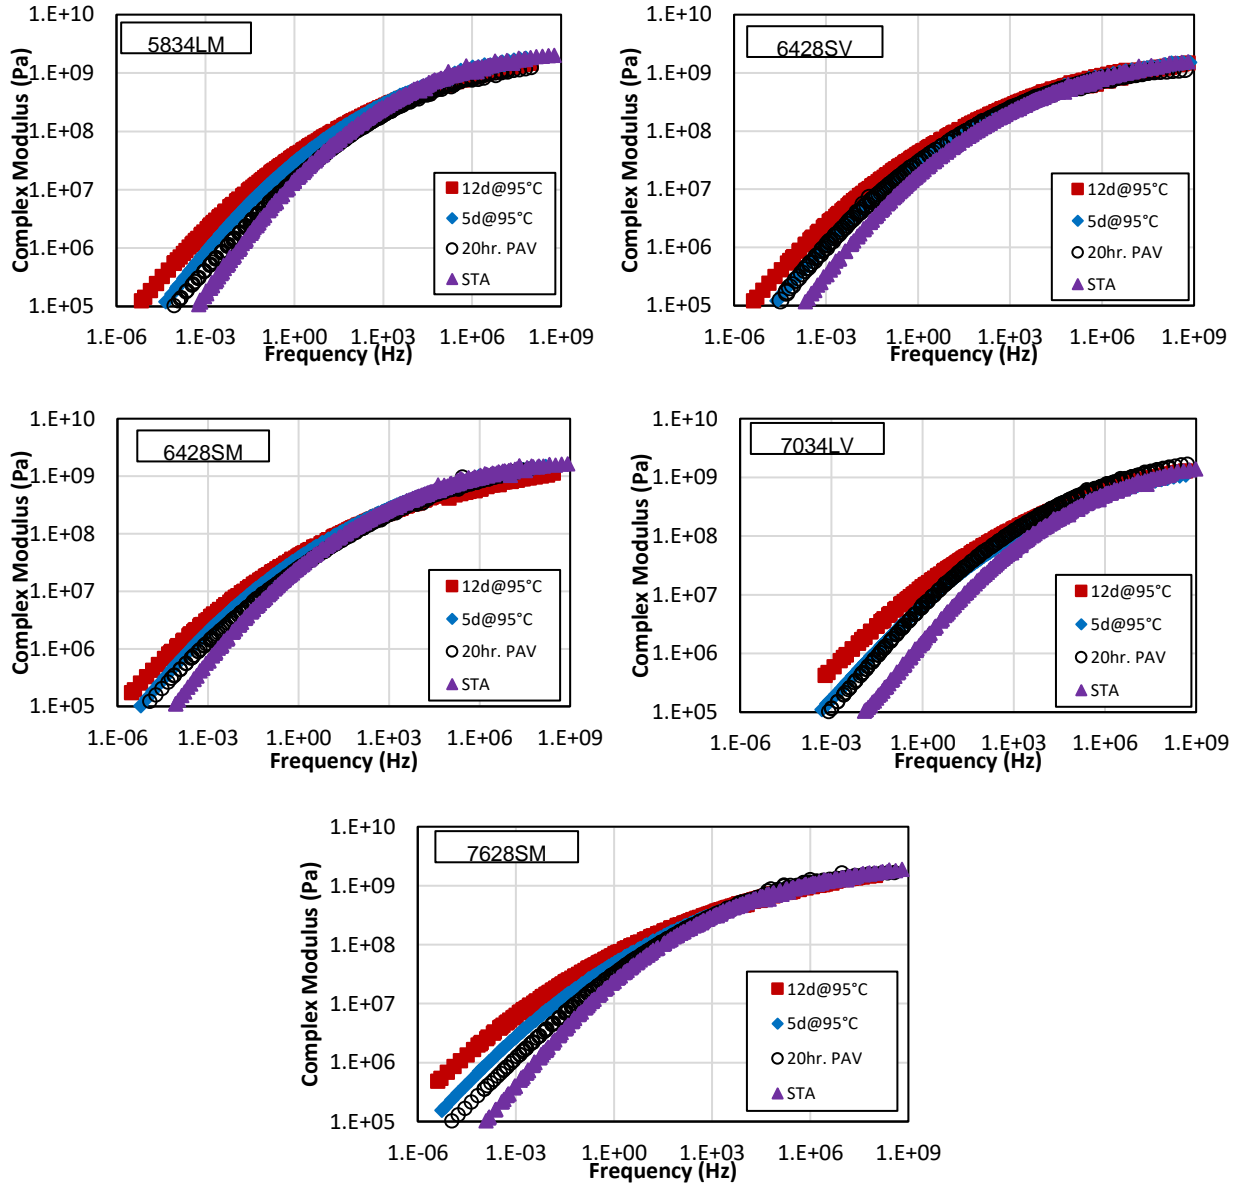 5834LM
Complex Modulus (Pa)
1.E+10
1.E+09
1.E+08
1.E+07
1.E+06
1.E+05
12d@95°C
5d@95°C
20hr. PAV
STA
1.E-06 1.E-03 1.E+00 1.E+03 1.E+06 1.E+09
Frequency (Hz)
6428SV
Complex Modulus (Pa)
1.E+10
1.E+09
1.E+08
1.E+07
1.E+06
1.E+05
12d@95°C
5d@95°C
20hr. PAV
STA
1.E-06 1.E-03 1.E+00 1.E+03 1.E+06 1.E+09
Frequency (Hz)
6428SM
Complex Modulus (Pa)
1.E+10
1.E+09
1.E+08
1.E+07
1.E+06
1.E+05
12d@95°C
5d@95°C
20hr. PAV
STA
1.E-06 1.E-03 1.E+00 1.E+03 1.E+06 1.E+09
Frequency (Hz)
7034LV
Complex Modulus (Pa)
1.E+10
1.E+09
1.E+08
1.E+07
1.E+06
1.E+05
12d@95°C
5d@95°C
20hr. PAV
STA
1.E-06 1.E-03 1.E+00 1.E+03 1.E+06 1.E+09
Frequency (Hz)
7628SM
Complex Modulus (Pa)
1.E+10
1.E+09
1.E+08
1.E+07
1.E+06
1.E+05
12d@95°C
5d@95°C
20hr. PAV
STA
1.E-06 1.E-03 1.E+00 1.E+03 1.E+06 1.E+09
Frequency (Hz)